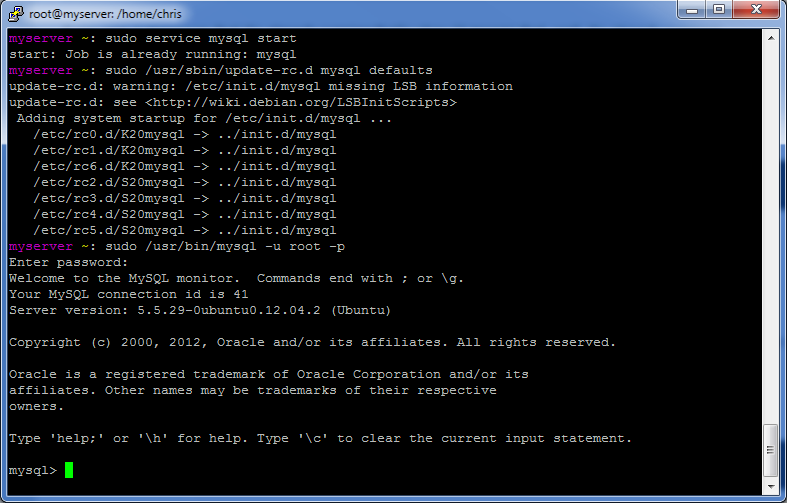 root@myserver: /home/chris
myserver ~: sudo service mysql start
start: Job is already running: mysql
myserver ~: sudo /usr/sbin/update-rc.d mysql defaults
update-rc.d: warning: /etc/init.d/mysql missing LSB information
update-rc.d: see <http://wiki.debian.org/LSBInitScripts>
 Adding system startup for /etc/init.d/mysql ...
   /etc/rc0.d/K20mysql -> ../init.d/mysql
   /etc/rc1.d/K20mysql -> ../init.d/mysql
   /etc/rc6.d/K20mysql -> ../init.d/mysql
   /etc/rc2.d/S20mysql -> ../init.d/mysql
   /etc/rc3.d/S20mysql -> ../init.d/mysql
   /etc/rc4.d/S20mysql -> ../init.d/mysql
   /etc/rc5.d/S20mysql -> ../init.d/mysql
myserver ~: sudo /usr/bin/mysql -u root -p
Enter password:
Welcome to the MySQL monitor.  Commands end with ; or \g.
Your MySQL connection id is 41
Server version: 5.5.29-0ubuntu0.12.04.2 (Ubuntu)
Copyright (c) 2000, 2012, Oracle and/or its affiliates. All rights reserved.
Oracle is a registered trademark of Oracle Corporation and/or its
affiliates. Other names may be trademarks of their respective
owners.
Type 'help;' or '\h' for help. Type '\c' to clear the current input statement.
mysql>